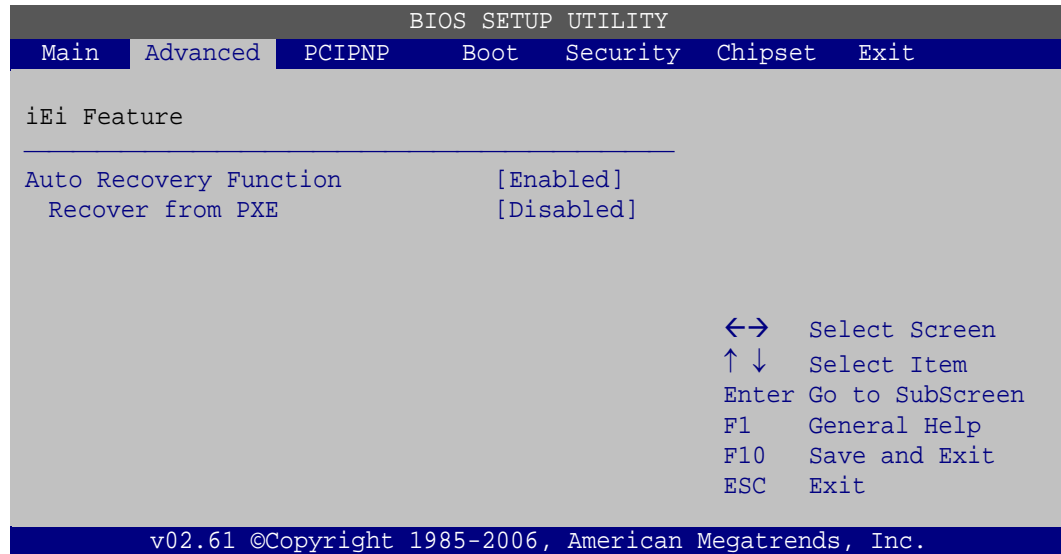 BIOS SETUP UTILITY
Main Advanced PCIPNP Boot Security Chipset Exit
iEi Feature
Auto Recovery Function [Enabled]
Recover from PXE [Disabled]
←→ Select Screen
↑ ↓ Select Item
Enter Go to SubScreen
F1 General Help
F10 Save and Exit
ESC Exit
v02.61 ©Copyright 1985-2006, American Megatrends, Inc.